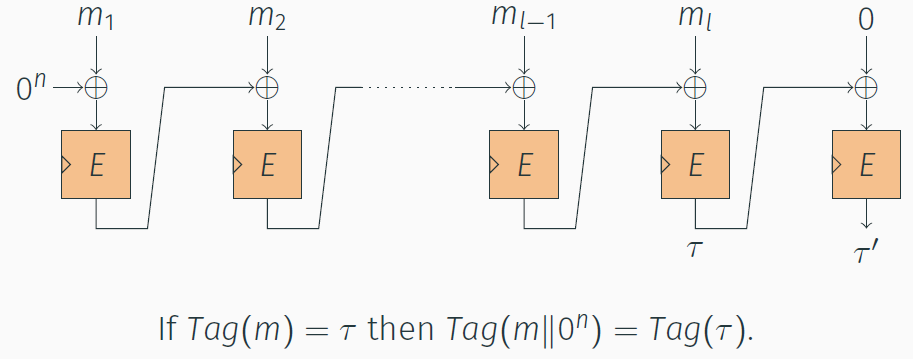 m₁ m₂ mₗ₋₁ mₗ 0
0ⁿ
E E E E E
τ τ′
If Tag(m) = τ then Tag(m‖0ⁿ) = Tag(τ).